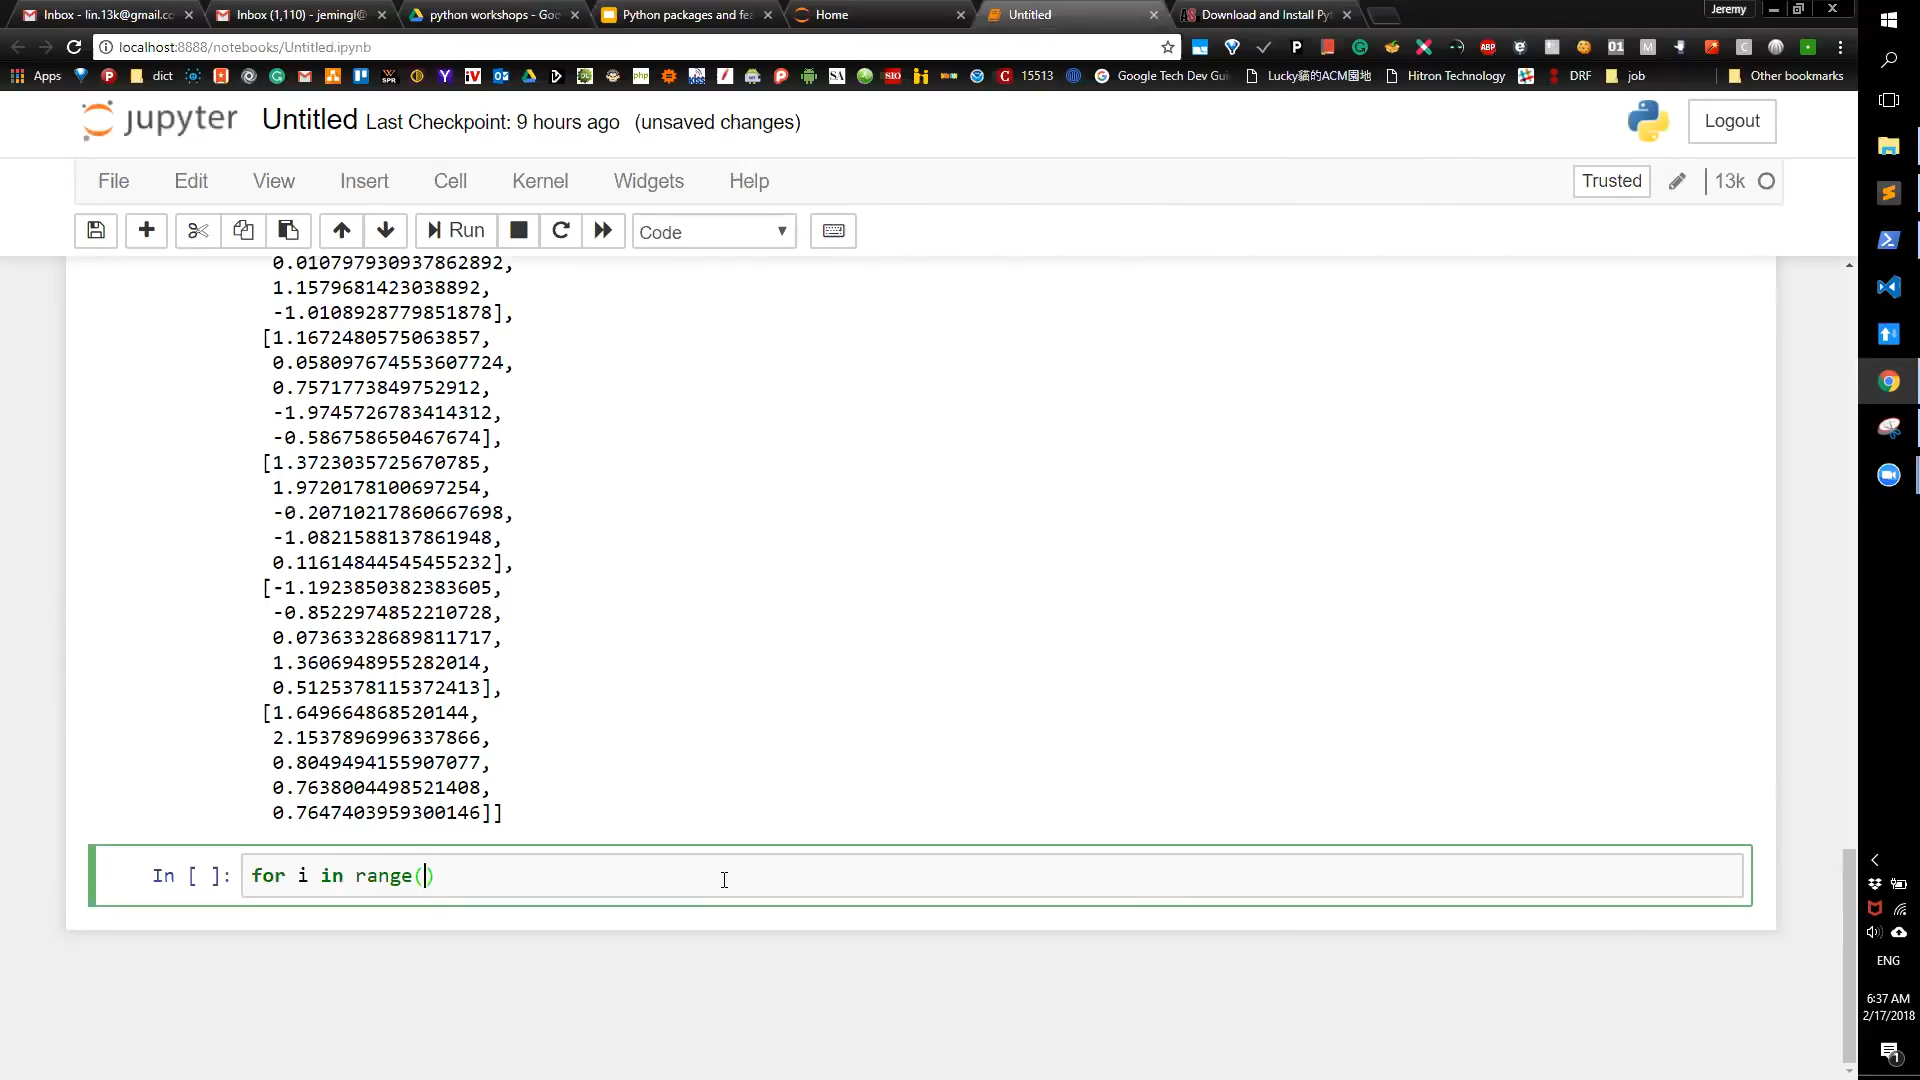 Inbox - lin.13k@gmail.co
Inbox (1,110) - jemingl@
python workshops - Goo
Python packages and fea
Home
Untitled
Download and Install Pyt
Jeremy
localhost:8888/notebooks/Untitled.ipynb
Apps
dict
15513
Google Tech Dev Gui
Lucky貓的ACM園地
Hitron Technology
DRF
job
Other bookmarks
jupyter Untitled Last Checkpoint: 9 hours ago (unsaved changes)
Logout
File Edit View Insert Cell Kernel Widgets Help
Trusted
13k
Run
Code
0.010797930937862892,
1.1579681423038892,
-1.0108928779851878],
[1.1672480575063857,
0.058097674553607724,
0.7571773849752912,
-1.9745726783414312,
-0.586758650467674],
[1.3723035725670785,
1.9720178100697254,
-0.20710217860667698,
-1.0821588137861948,
0.11614844545455232],
[-1.1923850382383605,
-0.8522974852210728,
0.07363328689811717,
1.3606948955282014,
0.5125378115372413],
[1.649664868520144,
2.1537896996337866,
0.8049494155907077,
0.7638004498521408,
0.7647403959300146]]
In [ ]: for i in range()
ENG
6:37 AM
2/17/2018